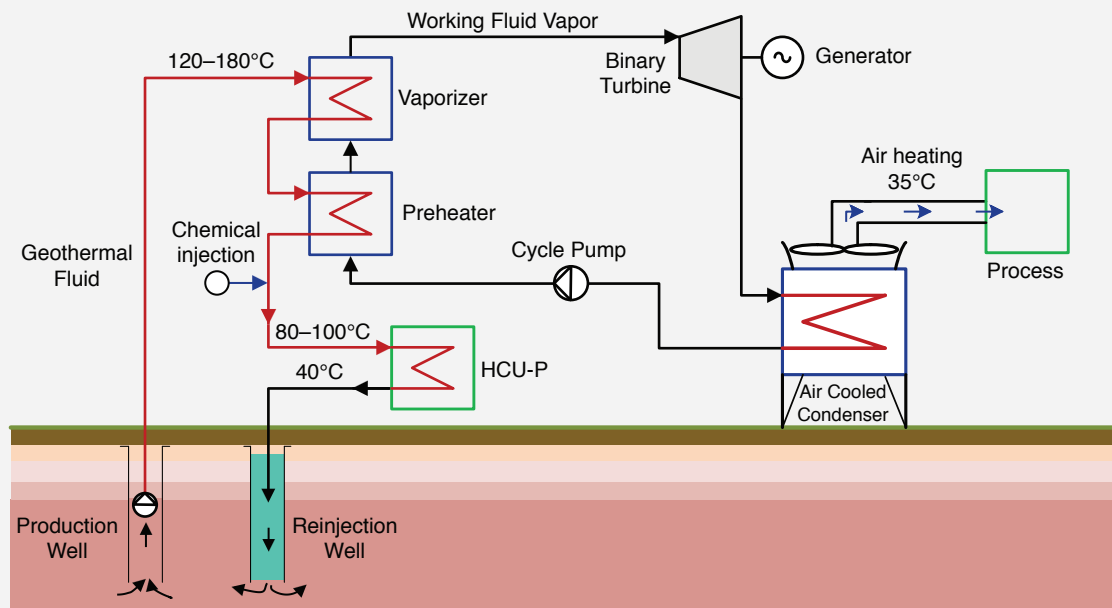 Working Fluid Vapor
120–180°C
Binary
Turbine
Generator
Vaporizer
Air heating
35°C
Preheater
Chemical
injection
Geothermal
Fluid
Cycle Pump
Process
80–100°C
HCU-P
40°C
Air Cooled
Condenser
Production
Well
Reinjection
Well